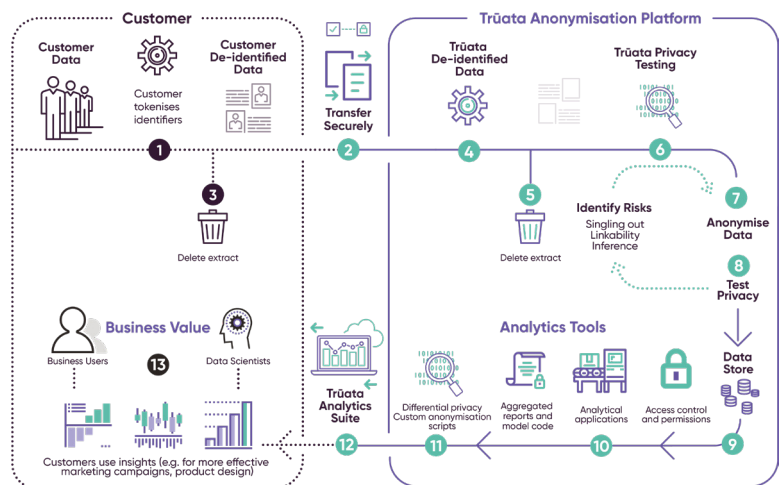 Customer
Trūata Anonymisation Platform
Customer
Data
Customer
tokenises
identifiers
Customer
De-identified
Data
Transfer
Securely
Trūata
De-identified
Data
Trūata Privacy
Testing
1
2
4
6
3
Delete extract
5
Delete extract
Identify Risks
Singling out
Linkability
Inference
7
Anonymise
Data
8
Test
Privacy
Business Value
13
Business Users
Data Scientists
Customers use insights (e.g. for more effective
marketing campaigns, product design)
Trūata
Analytics
Suite
12
Analytics Tools
Differential privacy
Custom anonymisation
scripts
11
Aggregated
reports and
model code
Analytical
applications
10
Access control
and permissions
Data
Store
9